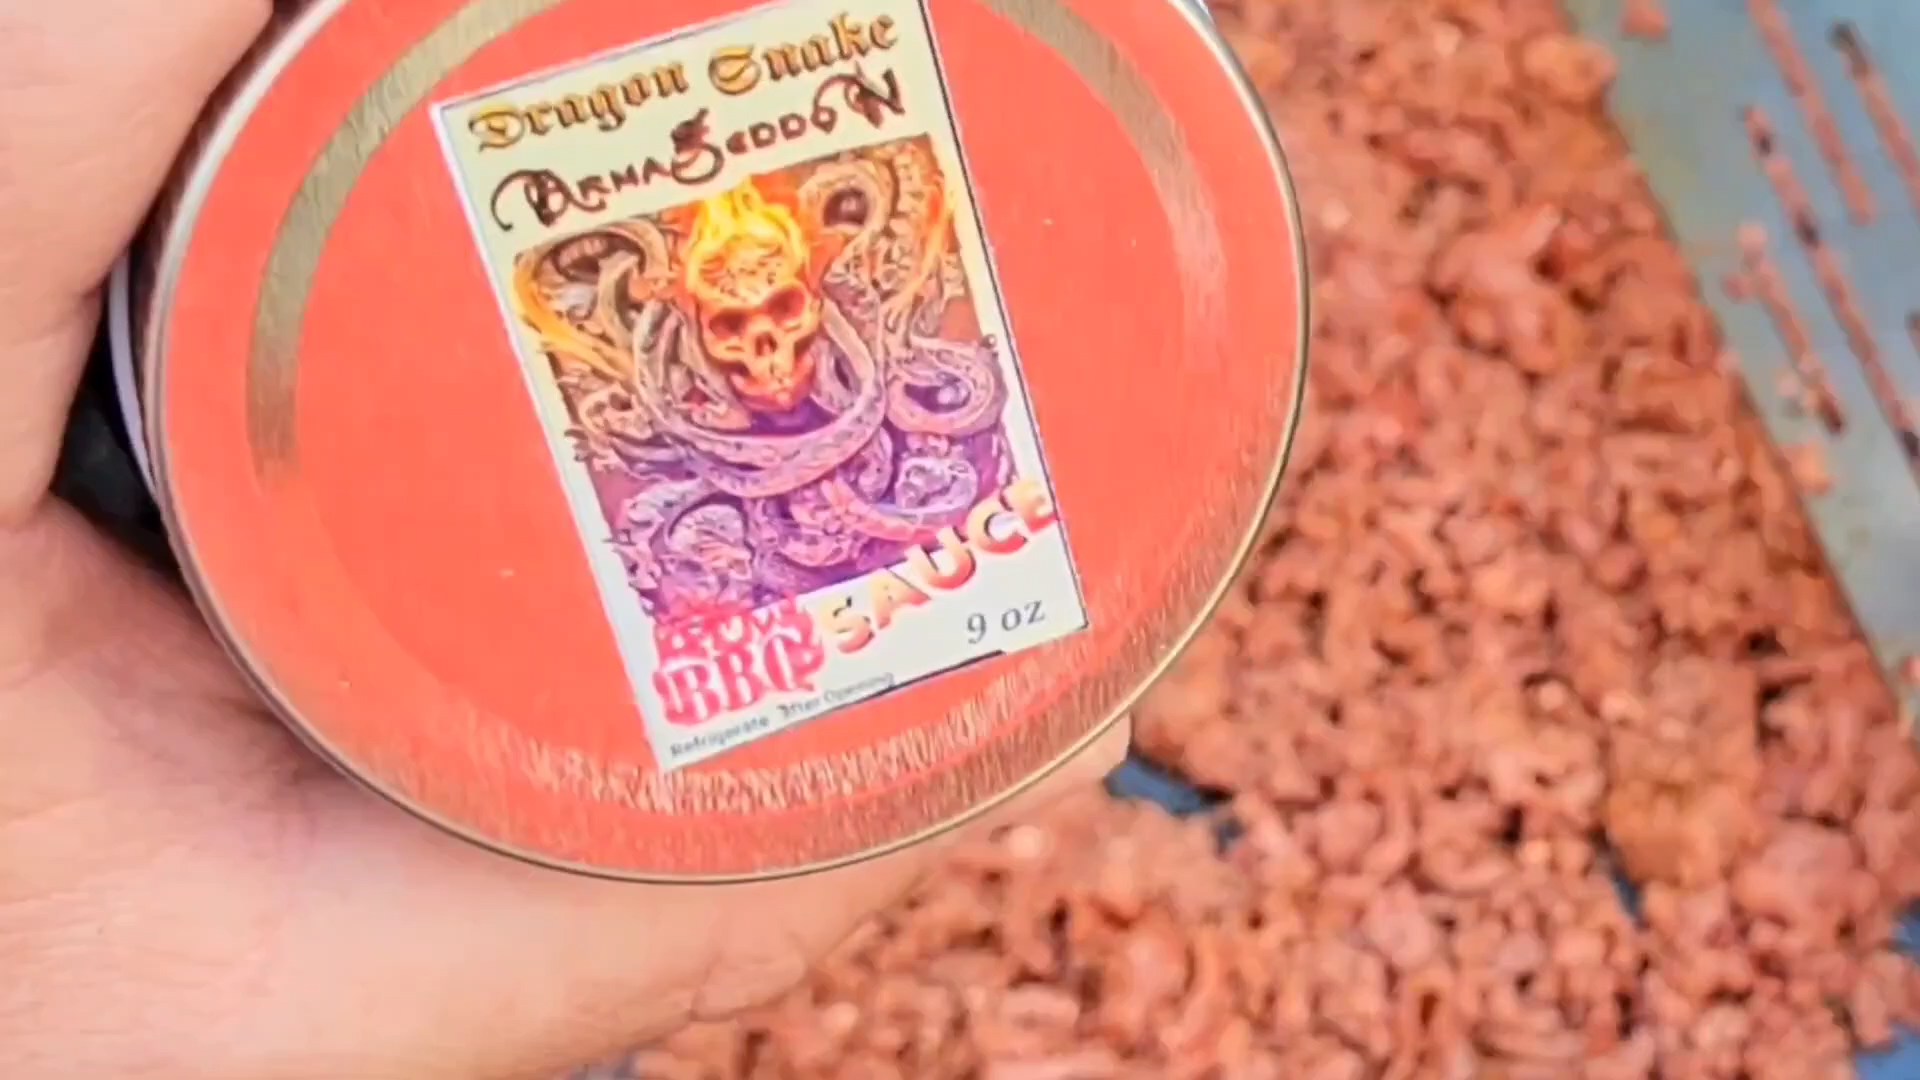 Dragon Snake
ArmageddoN
BBQ SAUCE
9 oz
Refrigerate After Opening